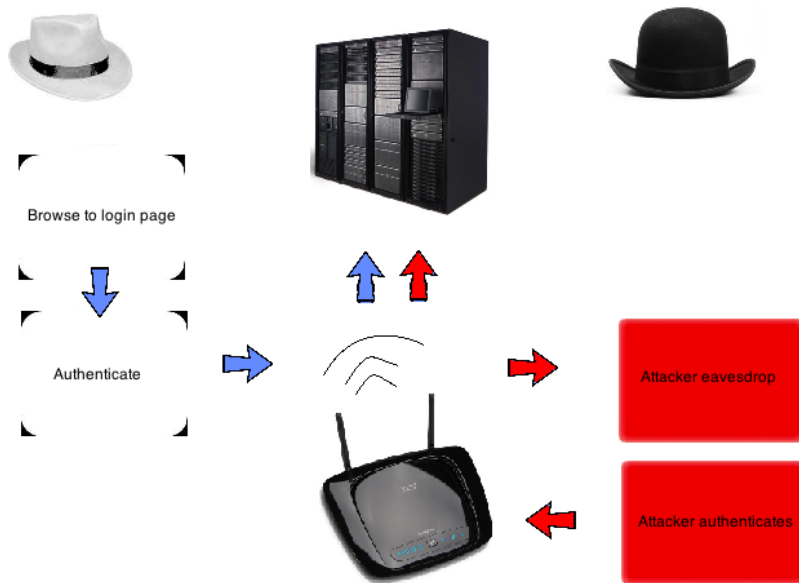 Browse to login page
Authenticate
Attacker eavesdrop
Attacker authenticates